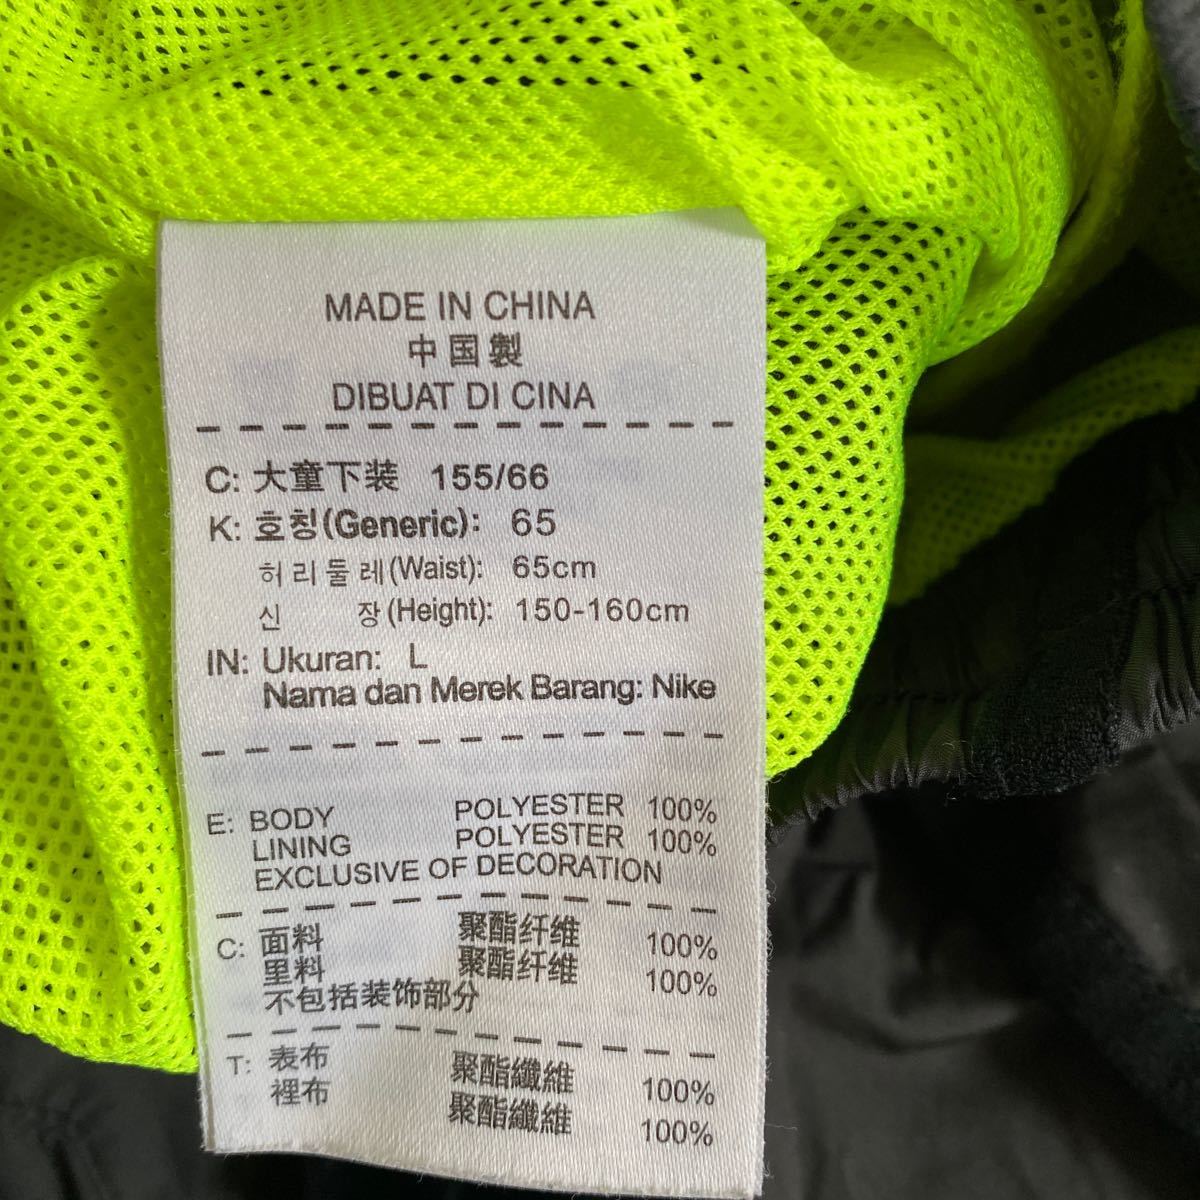 MADE IN CHINA
中国製
DIBUAT DI CINA
C: 大童下装 155/66
K: 호칭(Generic): 65
허리둘레(Waist): 65cm
신 장(Height): 150-160cm
IN: Ukuran: L
Nama dan Merek Barang: Nike
E: BODY POLYESTER 100%
LINING POLYESTER 100%
EXCLUSIVE OF DECORATION
C: 面料 聚酯纤维 100%
里料 聚酯纤维 100%
不包括装饰部分
T: 表布 聚酯纖維 100%
裡布 聚酯纖維 100%